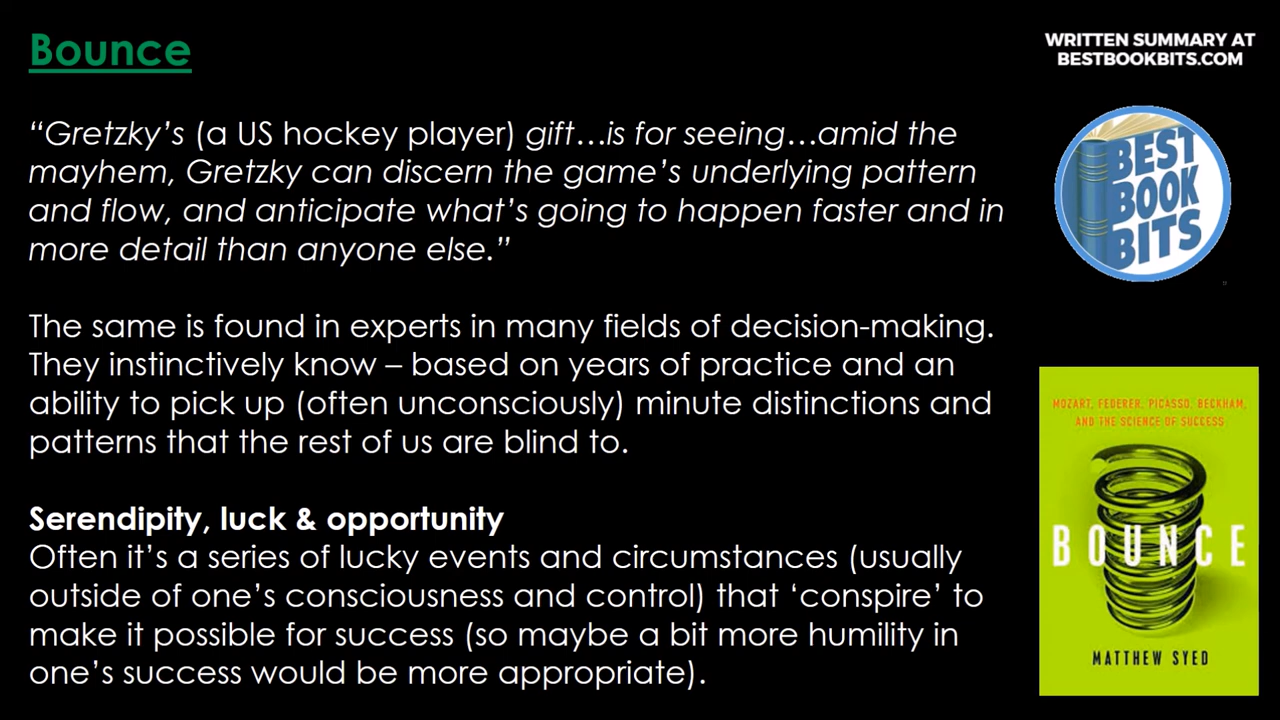 Bounce
WRITTEN SUMMARY AT
BESTBOOKBITS.COM
“Gretzky’s (a US hockey player) gift…is for seeing…amid the
mayhem, Gretzky can discern the game’s underlying pattern
and flow, and anticipate what’s going to happen faster and in
more detail than anyone else.”
The same is found in experts in many fields of decision-making.
They instinctively know – based on years of practice and an
ability to pick up (often unconsciously) minute distinctions and
patterns that the rest of us are blind to.
Serendipity, luck & opportunity
Often it’s a series of lucky events and circumstances (usually
outside of one’s consciousness and control) that ‘conspire’ to
make it possible for success (so maybe a bit more humility in
one’s success would be more appropriate).
BEST
BOOK
BITS
MOZART, FEDERER, PICASSO, BECKHAM,
AND THE SCIENCE OF SUCCESS
BOUNCE
MATTHEW SYED